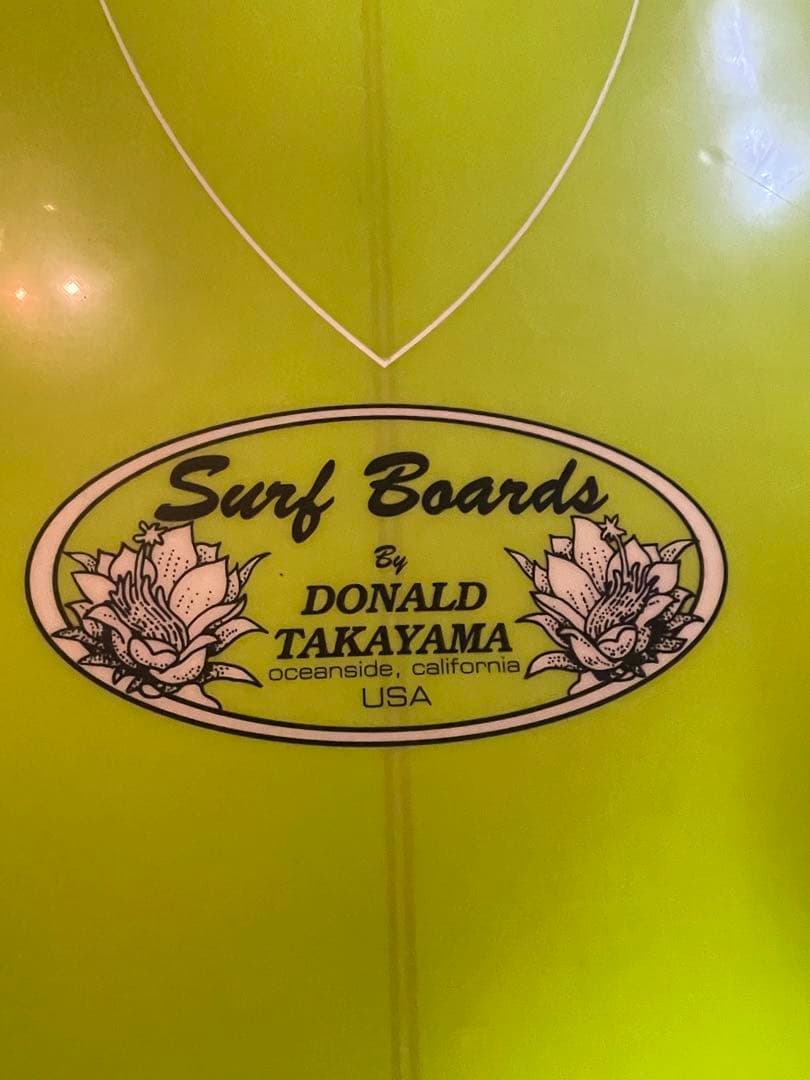 Surf Boards
By
DONALD
TAKAYAMA
oceanside, california
USA